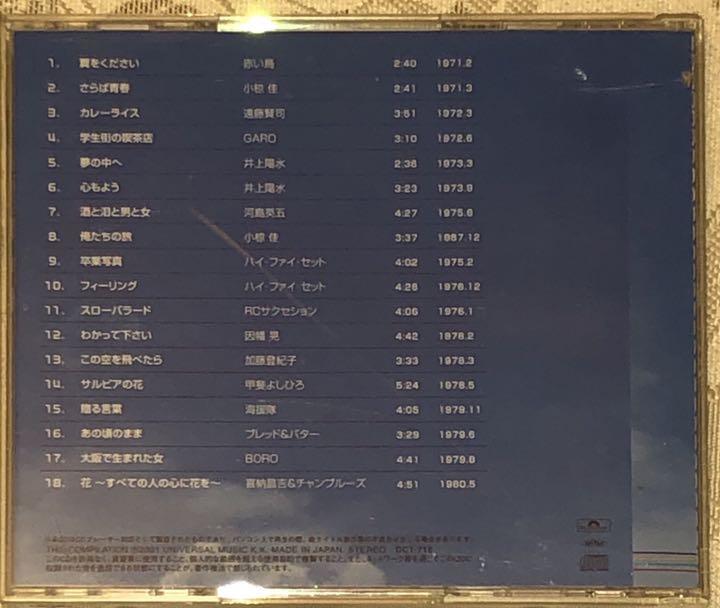 1. 翼をください 赤い鳥 2:40 1971.2
2. さらば青春 小椋 佳 2:41 1971.3
3. カレーライス 遠藤賢司 3:51 1972.3
4. 学生街の喫茶店 GARO 3:10 1972.6
5. 夢の中へ 井上陽水 2:38 1973.3
6. 心もよう 井上陽水 3:23 1973.9
7. 酒と泪と男と女 河島英五 4:27 1975.6
8. 俺たちの旅 小椋 佳 3:37 1987.12
9. 卒業写真 ハイ・ファイ・セット 4:02 1975.2
10. フィーリング ハイ・ファイ・セット 4:26 1976.12
11. スローバラード RCサクセション 4:06 1976.1
12. わかって下さい 因幡 晃 4:42 1978.2
13. この空を飛べたら 加藤登紀子 3:33 1978.3
14. サルビアの花 甲斐よしひろ 5:24 1978.5
15. 贈る言葉 海援隊 4:05 1979.11
16. あの頃のまま ブレッド&バター 3:29 1979.6
17. 大阪で生まれた女 BORO 4:41 1979.8
18. 花 〜すべての人の心に花を〜 喜納昌吉&チャンプルーズ 4:51 1980.5
THIS COMPILATION ℗©2001 UNIVERSAL MUSIC K.K. MADE IN JAPAN. STEREO DCT-716